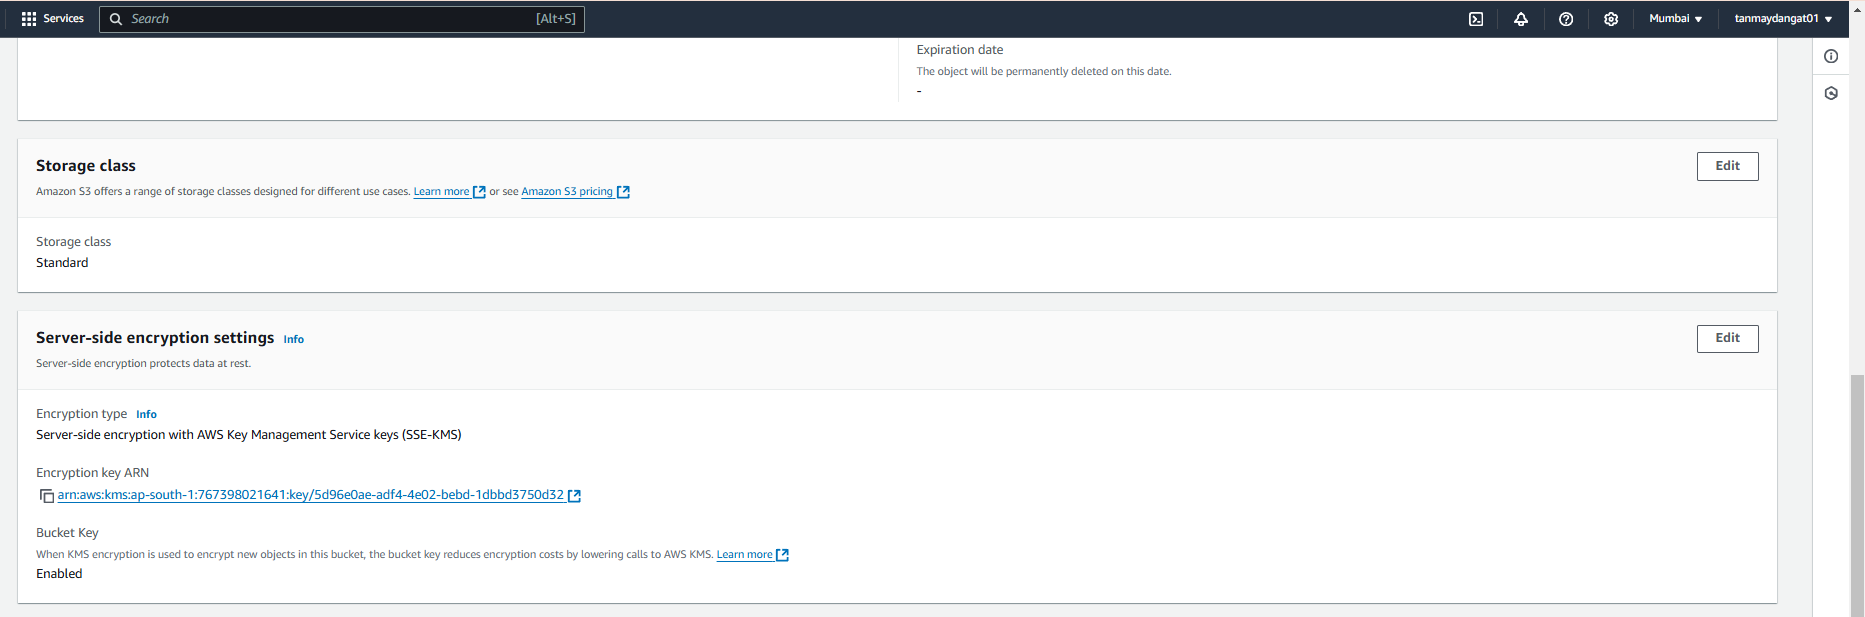 Services
Search [Alt+S]
Mumbai ▼
tanmaydangat01 ▼
Expiration date
The object will be permanently deleted on this date.
-
Storage class
Edit
Amazon S3 offers a range of storage classes designed for different use cases. Learn more or see Amazon S3 pricing
Storage class
Standard
Server-side encryption settings Info
Edit
Server-side encryption protects data at rest.
Encryption type Info
Server-side encryption with AWS Key Management Service keys (SSE-KMS)
Encryption key ARN
arn:aws:kms:ap-south-1:767398021641:key/5d96e0ae-adf4-4e02-bebd-1dbbd3750d32
Bucket Key
When KMS encryption is used to encrypt new objects in this bucket, the bucket key reduces encryption costs by lowering calls to AWS KMS. Learn more
Enabled